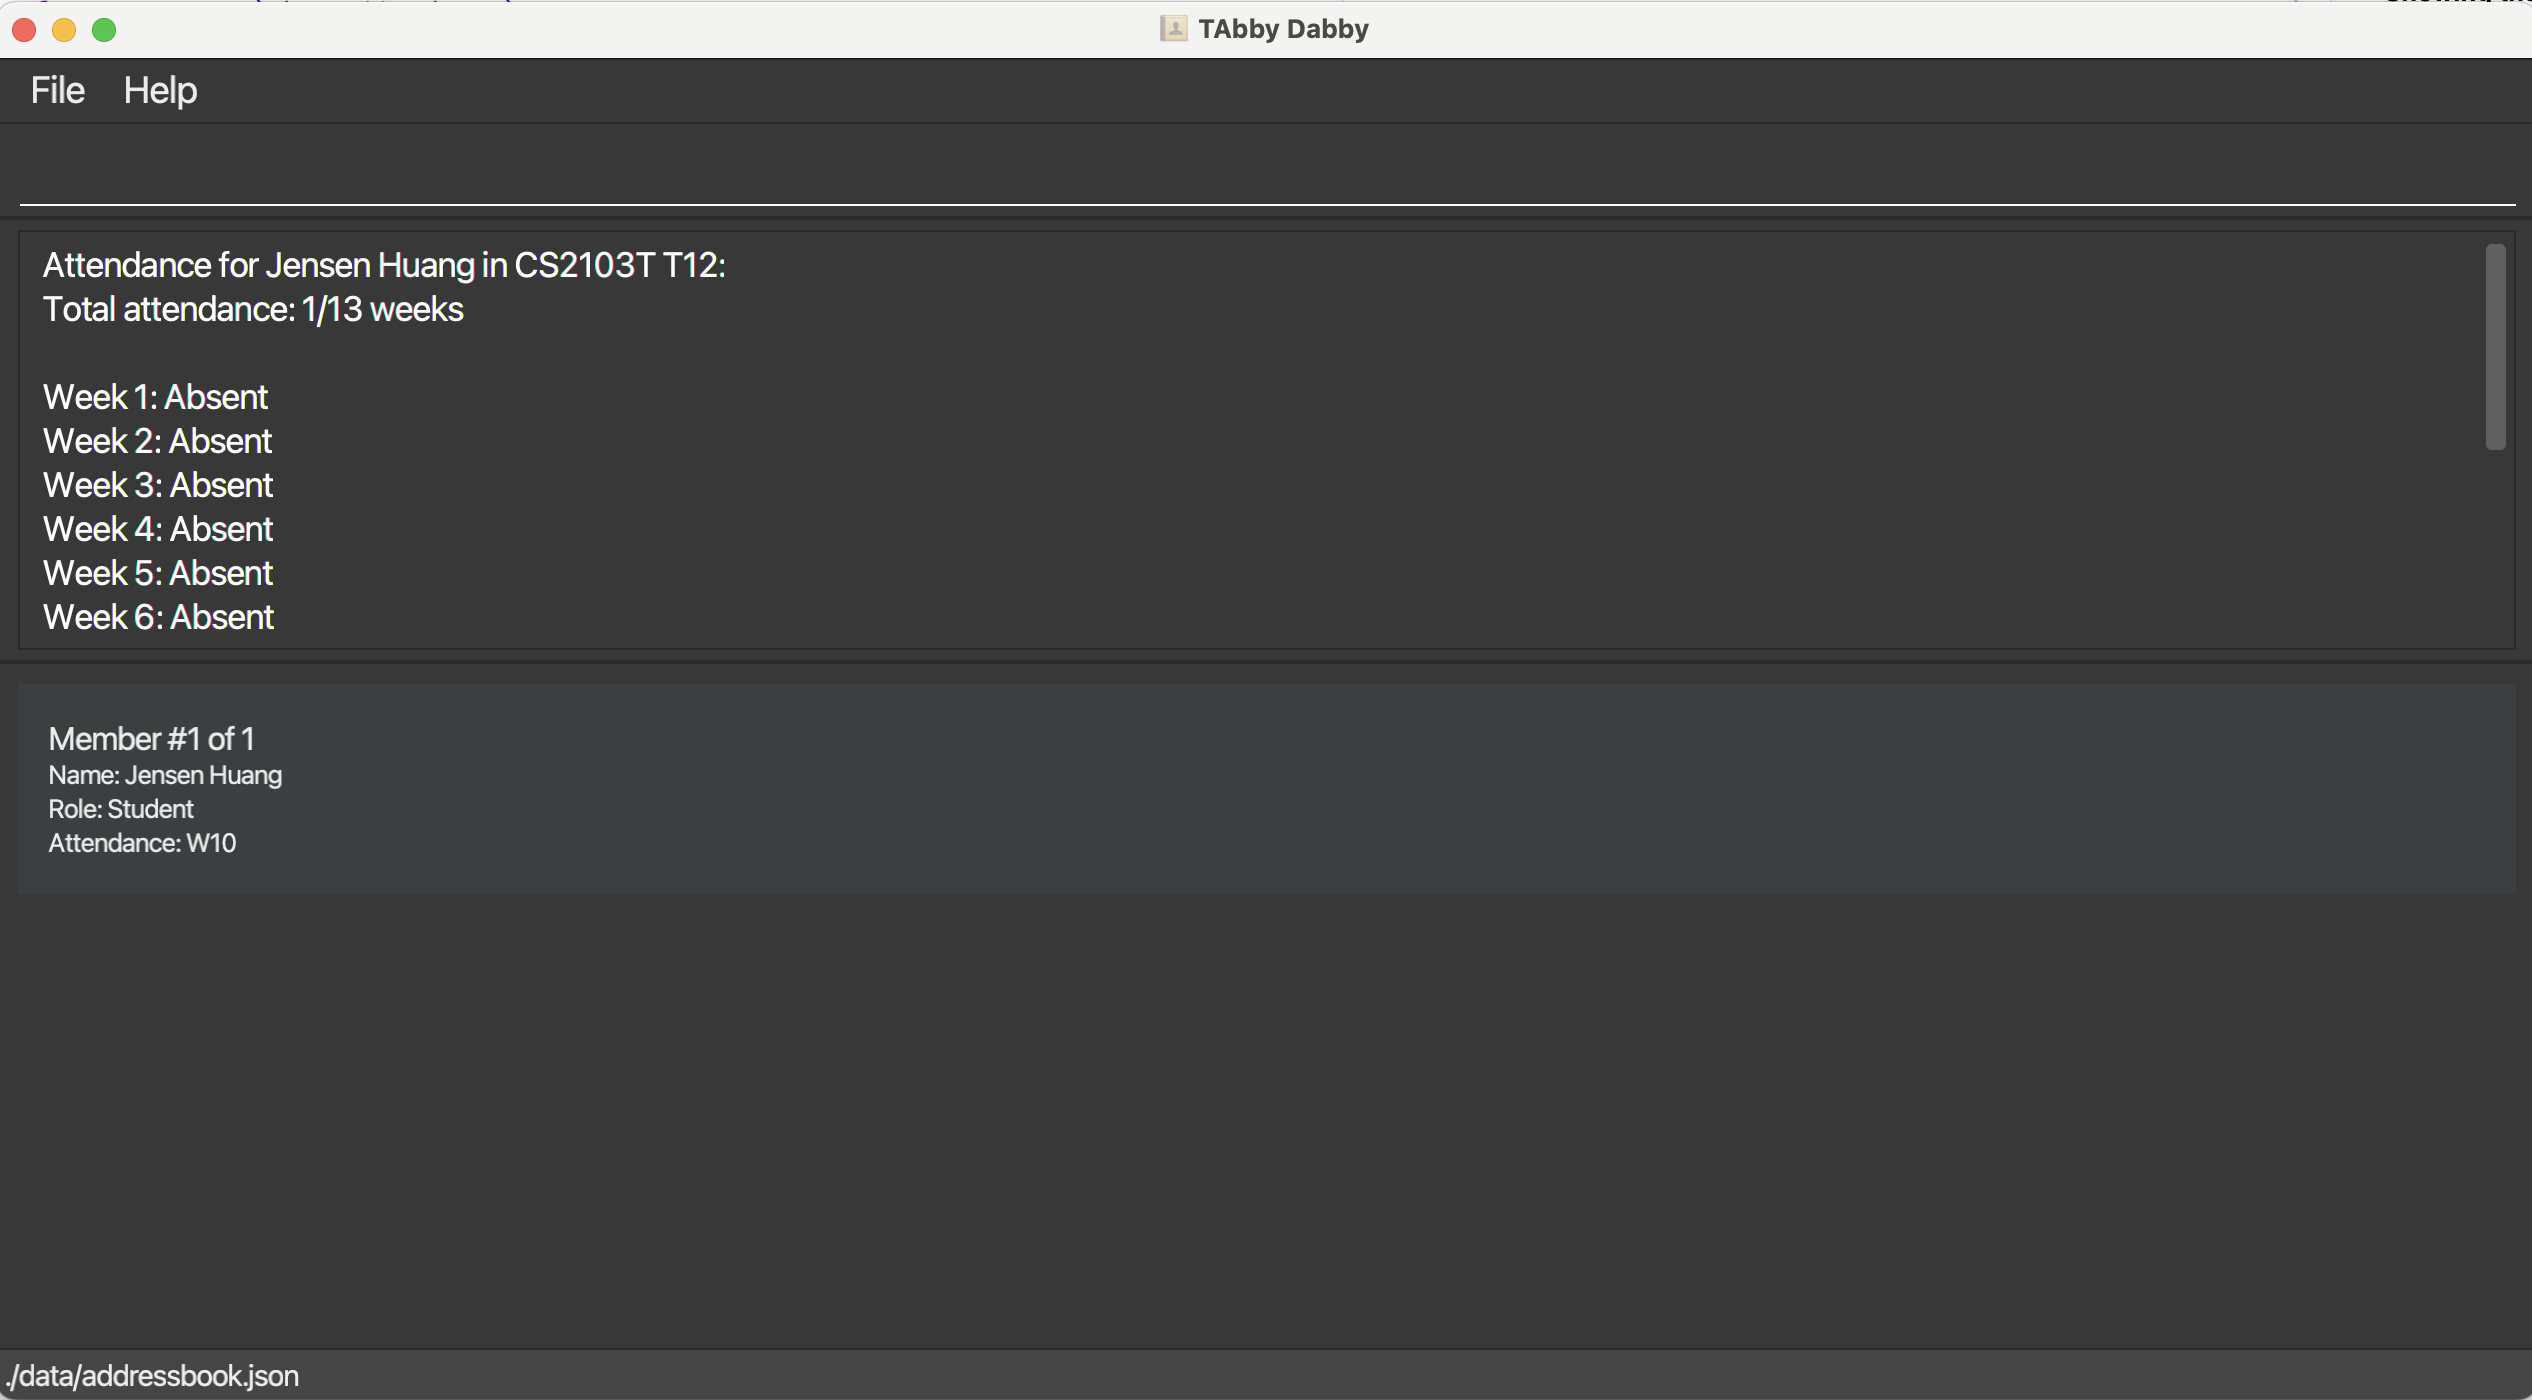 TAbby Dabby
File Help
Attendance for Jensen Huang in CS2103T T12:
Total attendance: 1/13 weeks
Week 1: Absent
Week 2: Absent
Week 3: Absent
Week 4: Absent
Week 5: Absent
Week 6: Absent
Member #1 of 1
Name: Jensen Huang
Role: Student
Attendance: W10
./data/addressbook.json